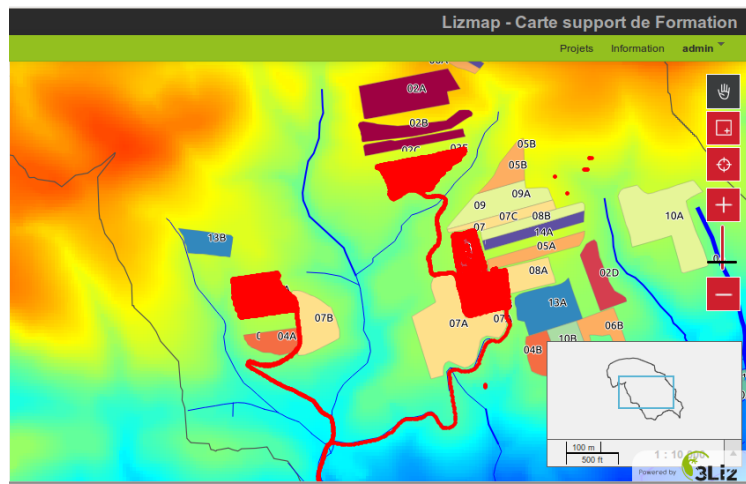 Lizmap - Carte support de Formation
Projets Information admin
02A
02B
02C
05B
05B
13B
09A
09
07C 08B
10A
07
14A
05A
08A
02D
13A
07B
07A
06B
04A
10B
04B
100 m
500 ft
Powered by
3Liz